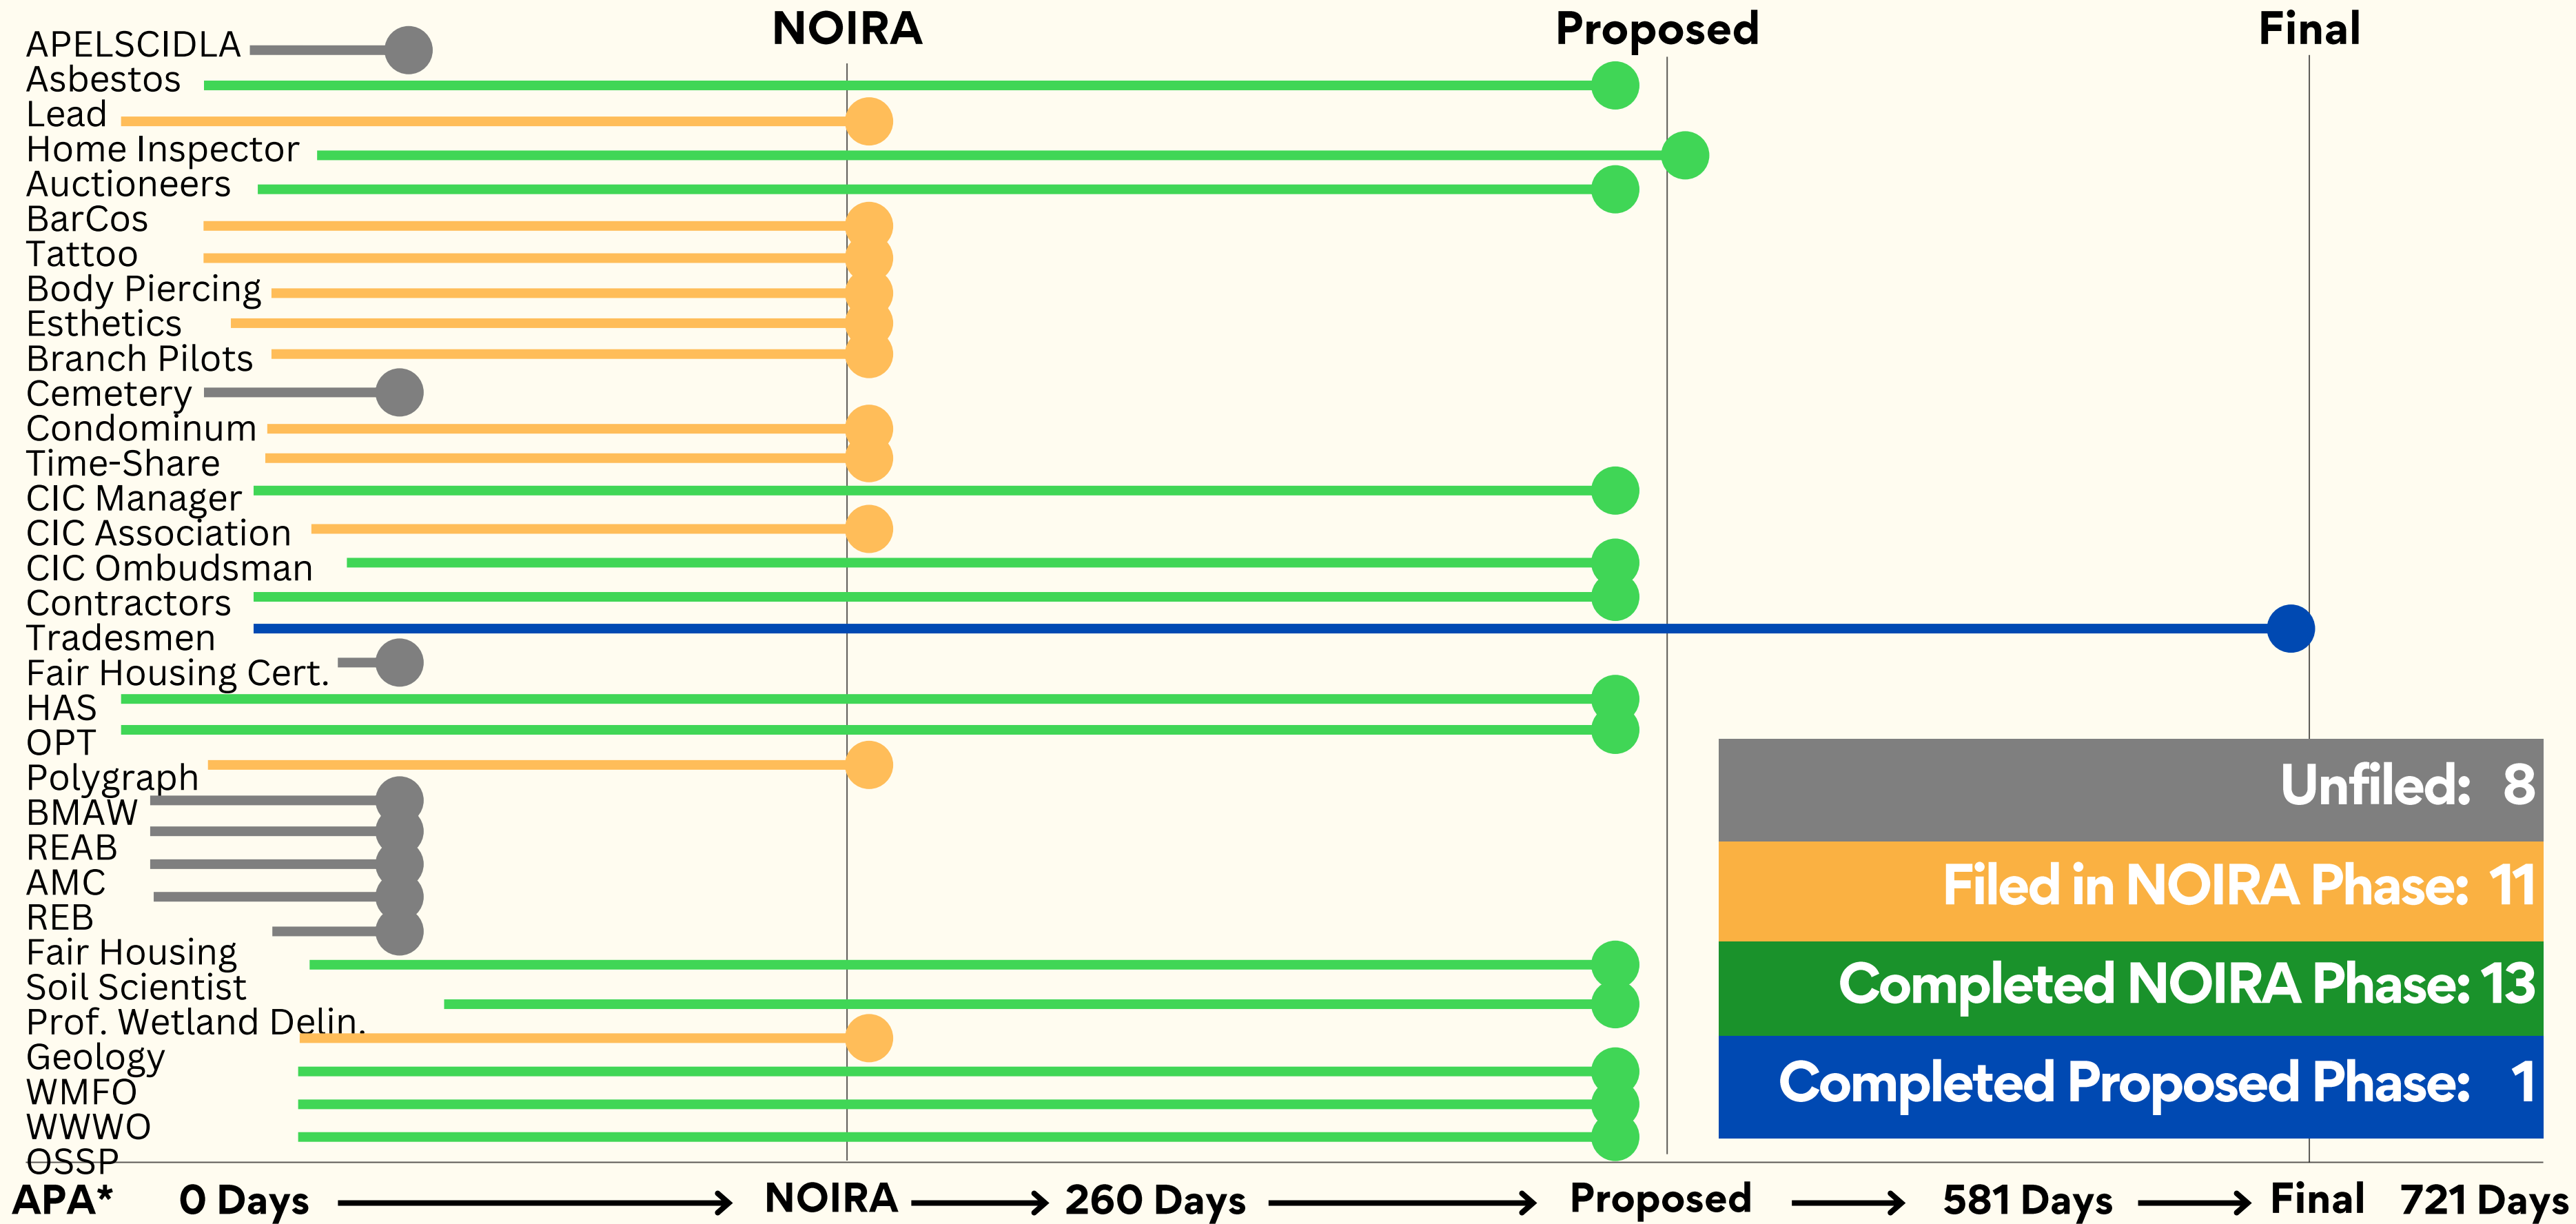 NOIRA Proposed Final
APELSCIDLA
Asbestos
Lead
Home Inspector
Auctioneers
BarCos
Tattoo
Body Piercing
Esthetics
Branch Pilots
Cemetery
Condominum
Time-Share
CIC Manager
CIC Association
CIC Ombudsman
Contractors
Tradesmen
Fair Housing Cert.
HAS
OPT
Polygraph
BMAW
REAB
AMC
REB
Fair Housing
Soil Scientist
Prof. Wetland Delin.
Geology
WMFO
WWWO
OSSP
Unfiled: 8
Filed in NOIRA Phase: 11
Completed NOIRA Phase: 13
Completed Proposed Phase: 1
APA* 0 Days NOIRA 260 Days Proposed 581 Days Final 721 Days